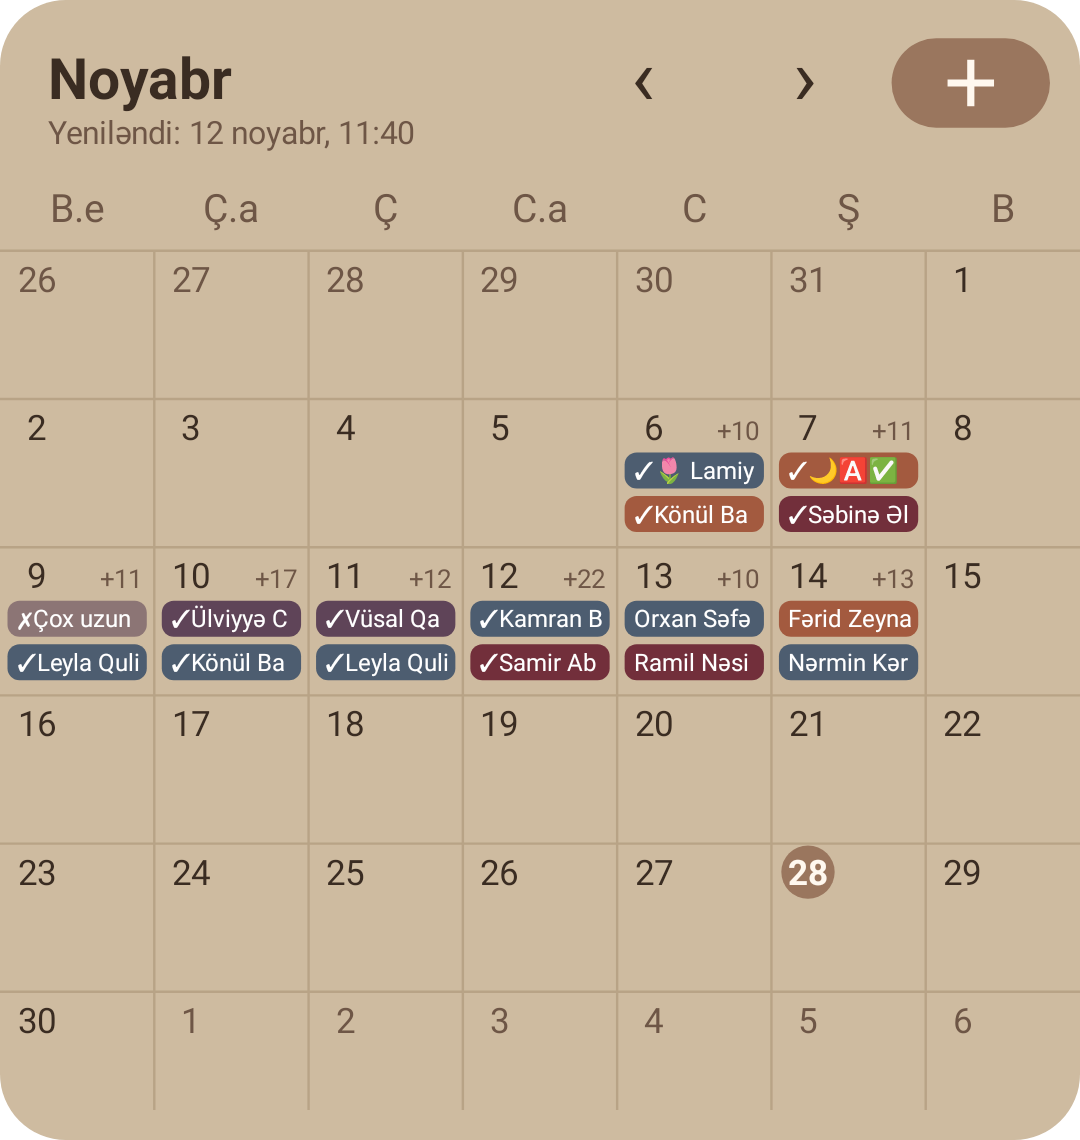 Noyabr
‹ › +
Yeniləndi: 12 noyabr, 11:40
B.e Ç.a Ç C.a C Ş B
26 27 28 29 30 31 1
2 3 4 5 6 +10 7 +11 8
✓🌷 Lamiy ✓🌙🅰️✅
✓Könül Ba ✓Səbinə Əl
9 +11 10 +17 11 +12 12 +22 13 +10 14 +13 15
✗Çox uzun ✓Ülviyyə C ✓Vüsal Qa ✓Kamran B Orxan Səfə Fərid Zeyna
✓Leyla Quli ✓Könül Ba ✓Leyla Quli ✓Samir Ab Ramil Nəsi Nərmin Kər
16 17 18 19 20 21 22
23 24 25 26 27 28 29
30 1 2 3 4 5 6